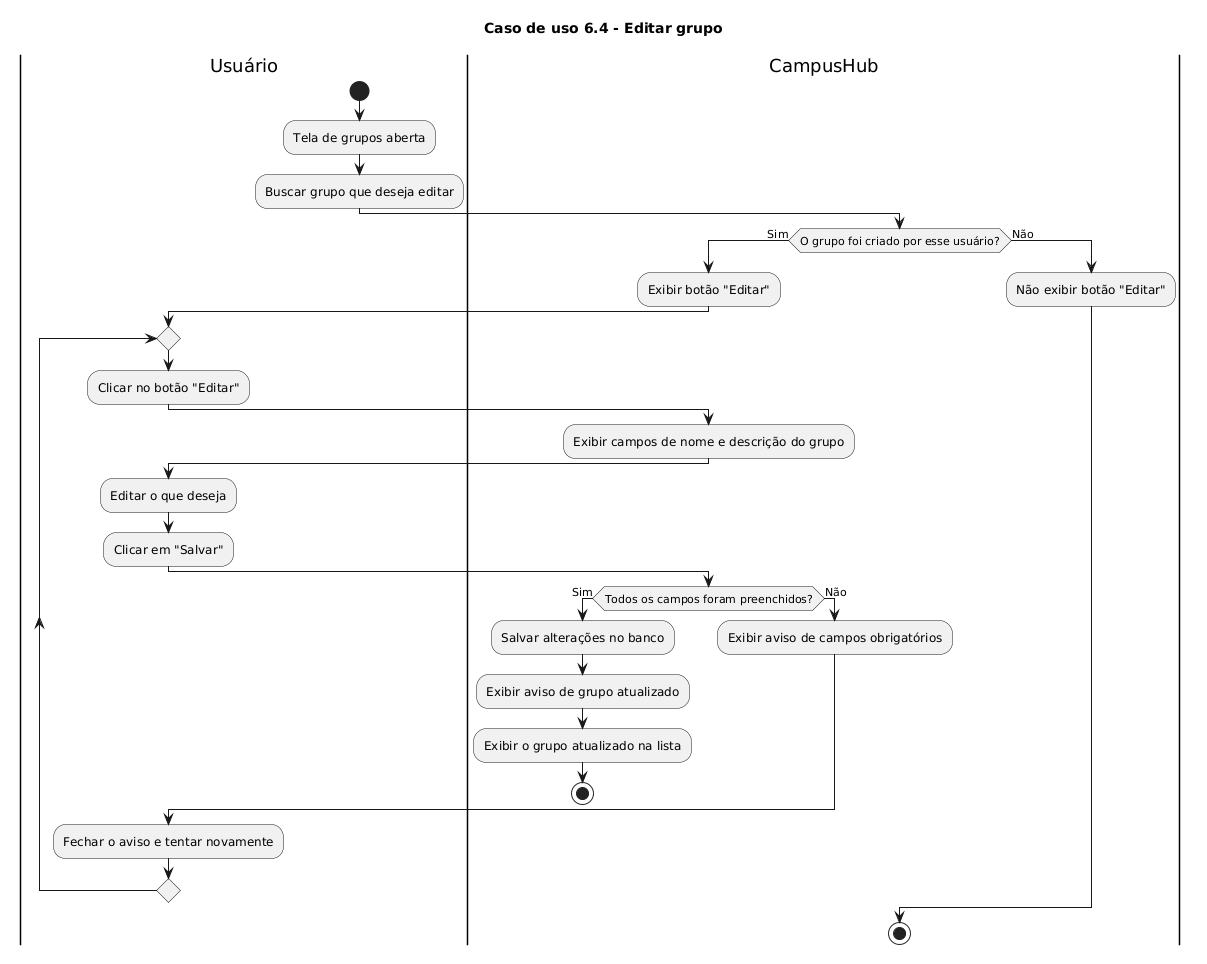 Caso de uso 6.4 - Editar grupo
Usuário
CampusHub
Tela de grupos aberta
Buscar grupo que deseja editar
O grupo foi criado por esse usuário?
Sim
Não
Exibir botão "Editar"
Não exibir botão "Editar"
Clicar no botão "Editar"
Exibir campos de nome e descrição do grupo
Editar o que deseja
Clicar em "Salvar"
Todos os campos foram preenchidos?
Sim
Não
Salvar alterações no banco
Exibir aviso de campos obrigatórios
Exibir aviso de grupo atualizado
Exibir o grupo atualizado na lista
Fechar o aviso e tentar novamente